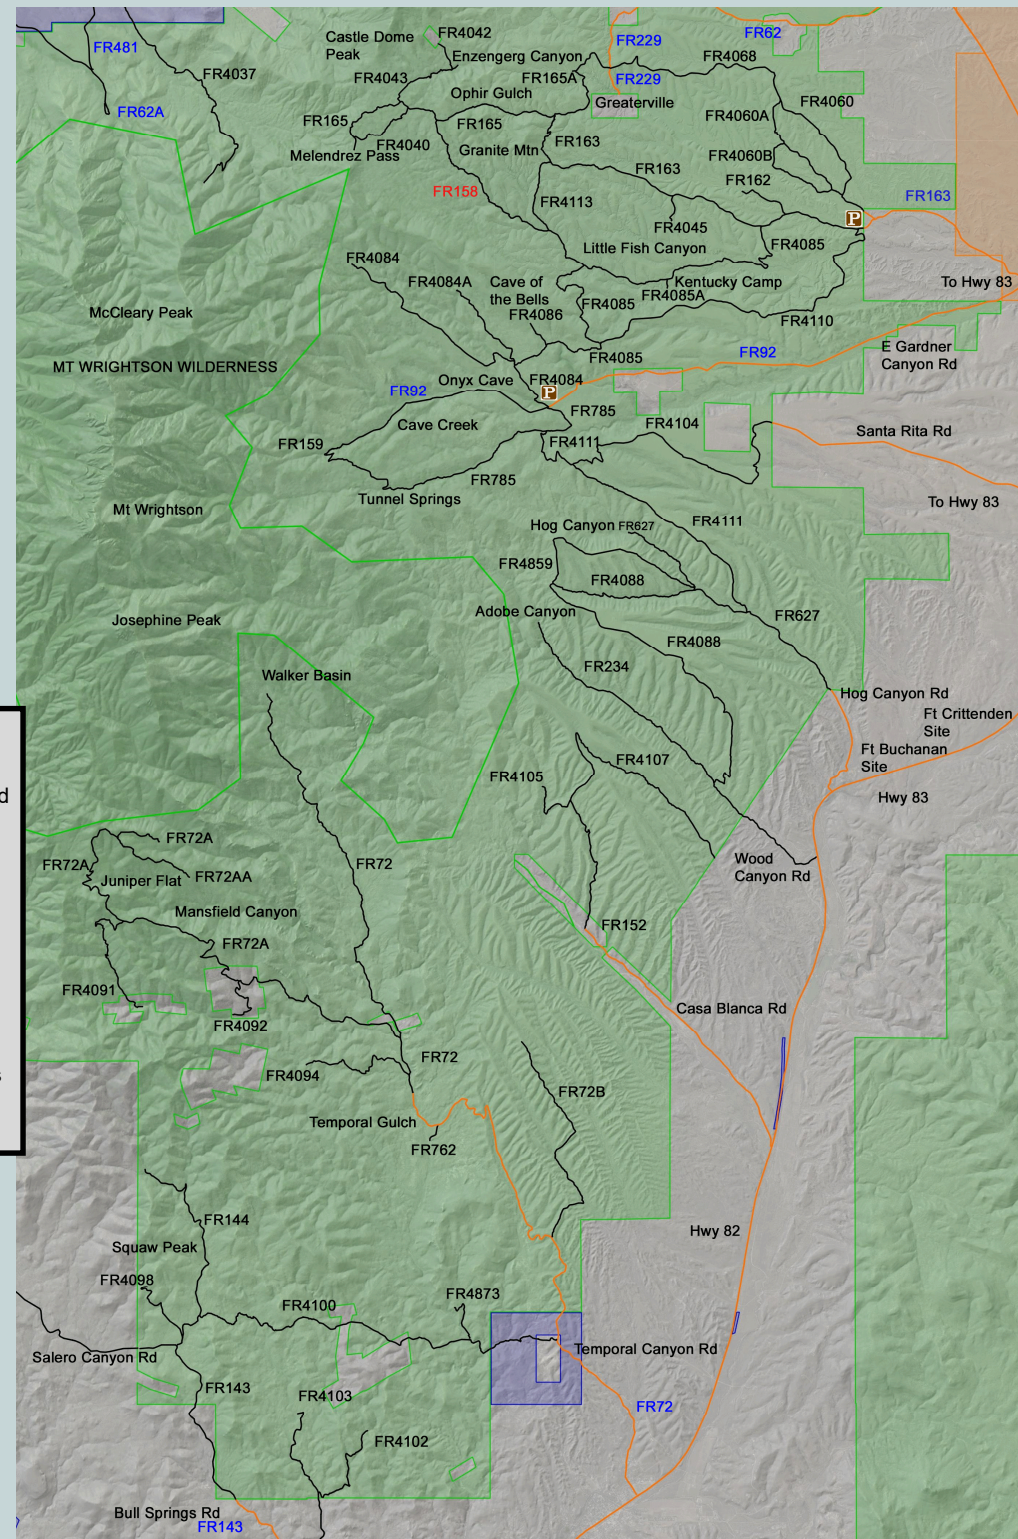 FR481
FR4037
FR62A
Castle Dome
Peak
FR4042
FR229
FR62
Enzengerg Canyon
FR4068
FR4043
FR165A
FR229
Ophir Gulch
Greaterville
FR4060
FR165
FR165
FR4060A
FR4040
FR163
Melendrez Pass
Granite Mtn
FR4060B
FR163
FR162
FR158
FR163
FR4113
P
FR4045
Little Fish Canyon
FR4085
FR4084
FR4084A
Cave of
the Bells
Kentucky Camp
To Hwy 83
FR4085A
FR4085
FR4086
McCleary Peak
FR4110
E Gardner
Canyon Rd
FR92
FR4085
MT WRIGHTSON WILDERNESS
Onyx Cave
FR4084
FR92
P
FR785
Cave Creek
FR4104
Santa Rita Rd
FR159
FR4111
FR785
Tunnel Springs
To Hwy 83
Mt Wrightson
FR4111
Hog Canyon
FR627
FR4859
FR4088
Adobe Canyon
FR627
Josephine Peak
FR4088
FR234
Walker Basin
Hog Canyon Rd
Ft Crittenden
Site
Ft Buchanan
Site
FR4107
FR4105
d
Hwy 83
FR72A
FR72A
FR72
Wood
Canyon Rd
Juniper Flat
FR72AA
Mansfield Canyon
FR152
FR72A
FR4091
Casa Blanca Rd
FR4092
FR72
s
FR4094
FR72B
Temporal Gulch
FR762
FR144
Hwy 82
Squaw Peak
FR4098
FR4873
FR4100
Salero Canyon Rd
Temporal Canyon Rd
FR143
FR4103
FR72
FR4102
Bull Springs Rd
FR143